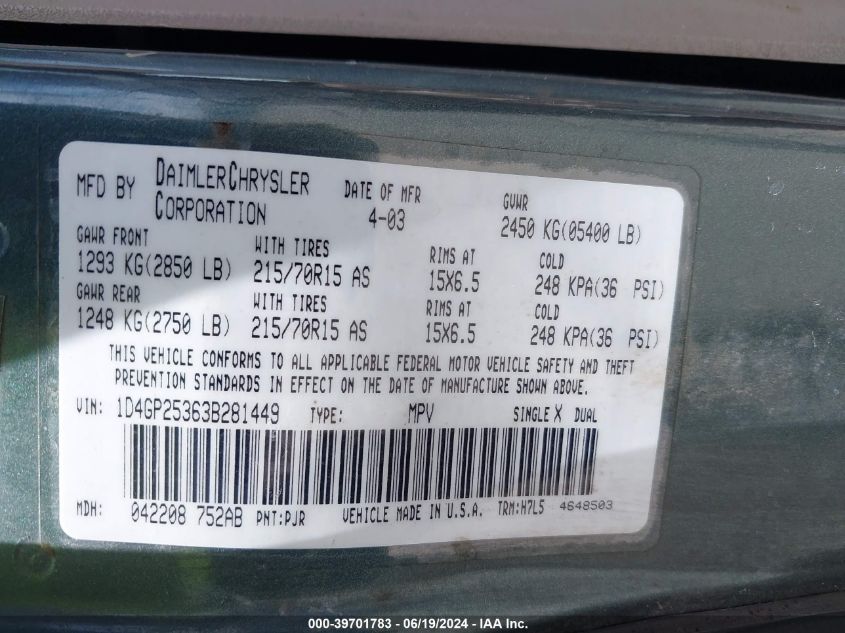 MFD BY DAIMLERCHRYSLER CORPORATION DATE OF MFR 4-03 GVWR 2450 KG(05400 LB)
GAWR FRONT WITH TIRES RIMS AT COLD
1293 KG(2850 LB) 215/70R15 AS 15X6.5 248 KPA(36 PSI)
GAWR REAR WITH TIRES RIMS AT COLD
1248 KG(2750 LB) 215/70R15 AS 15X6.5 248 KPA(36 PSI)
THIS VEHICLE CONFORMS TO ALL APPLICABLE FEDERAL MOTOR VEHICLE SAFETY AND THEFT
PREVENTION STANDARDS IN EFFECT ON THE DATE OF MANUFACTURE SHOWN ABOVE.
VIN: 1D4GP25363B281449 TYPE: MPV SINGLE X DUAL
MDH: 042208 752AB PNT:PJR VEHICLE MADE IN U.S.A. TRM:H7L5 4648503
000-39701783 - 06/19/2024 - IAA Inc.